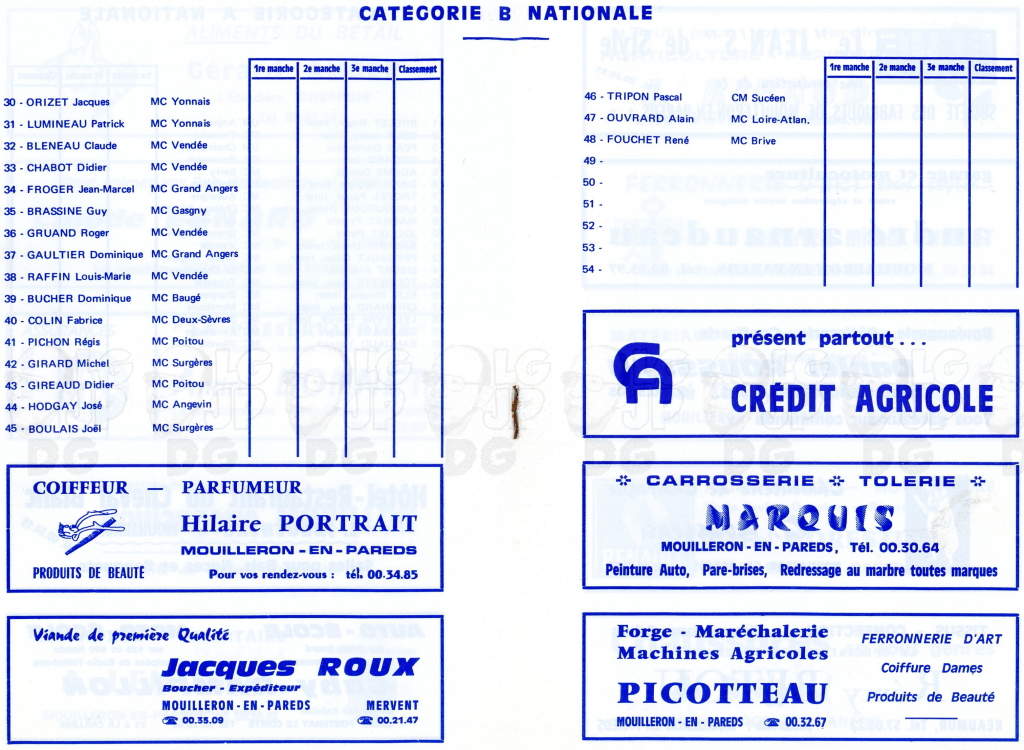 CATÉGORIE B NATIONALE
1re manche 2e manche 3e manche Classement
30 - ORIZET Jacques MC Yonnais
31 - LUMINEAU Patrick MC Yonnais
32 - BLENEAU Claude MC Vendée
33 - CHABOT Didier MC Vendée
34 - FROGER Jean-Marcel MC Grand Angers
35 - BRASSINE Guy MC Gasgny
36 - GRUAND Roger MC Vendée
37 - GAULTIER Dominique MC Grand Angers
38 - RAFFIN Louis-Marie MC Vendée
39 - BUCHER Dominique MC Baugé
40 - COLIN Fabrice MC Deux-Sèvres
41 - PICHON Régis MC Poitou
42 - GIRARD Michel MC Surgères
43 - GIREAUD Didier MC Poitou
44 - HODGAY José MC Angevin
45 - BOULAIS Joël MC Surgères
COIFFEUR — PARFUMEUR
Hilaire PORTRAIT
MOUILLERON - EN - PAREDS
PRODUITS DE BEAUTÉ Pour vos rendez-vous : tél. 00.34.85
Viande de première Qualité
Jacques ROUX
Boucher - Expéditeur
MOUILLERON - EN - PAREDS MERVENT
☎ 00.35.09 ☎ 00.21.47
1re manche 2e manche 3e manche Classement
46 - TRIPON Pascal CM Sucéen
47 - OUVRARD Alain MC Loire-Atlan.
48 - FOUCHET René MC Brive
49 -
50 -
51 -
52 -
53 -
54 -
présent partout...
CA CRÉDIT AGRICOLE
CARROSSERIE TOLERIE
MARQUIS
MOUILLERON - EN - PAREDS, Tél. 00.30.64
Peinture Auto, Pare-brises, Redressage au marbre toutes marques
Forge - Maréchalerie
Machines Agricoles
PICOTTEAU
MOUILLERON - EN - PAREDS ☎ 00.32.67
FERRONNERIE D'ART
Coiffure Dames
Produits de Beauté